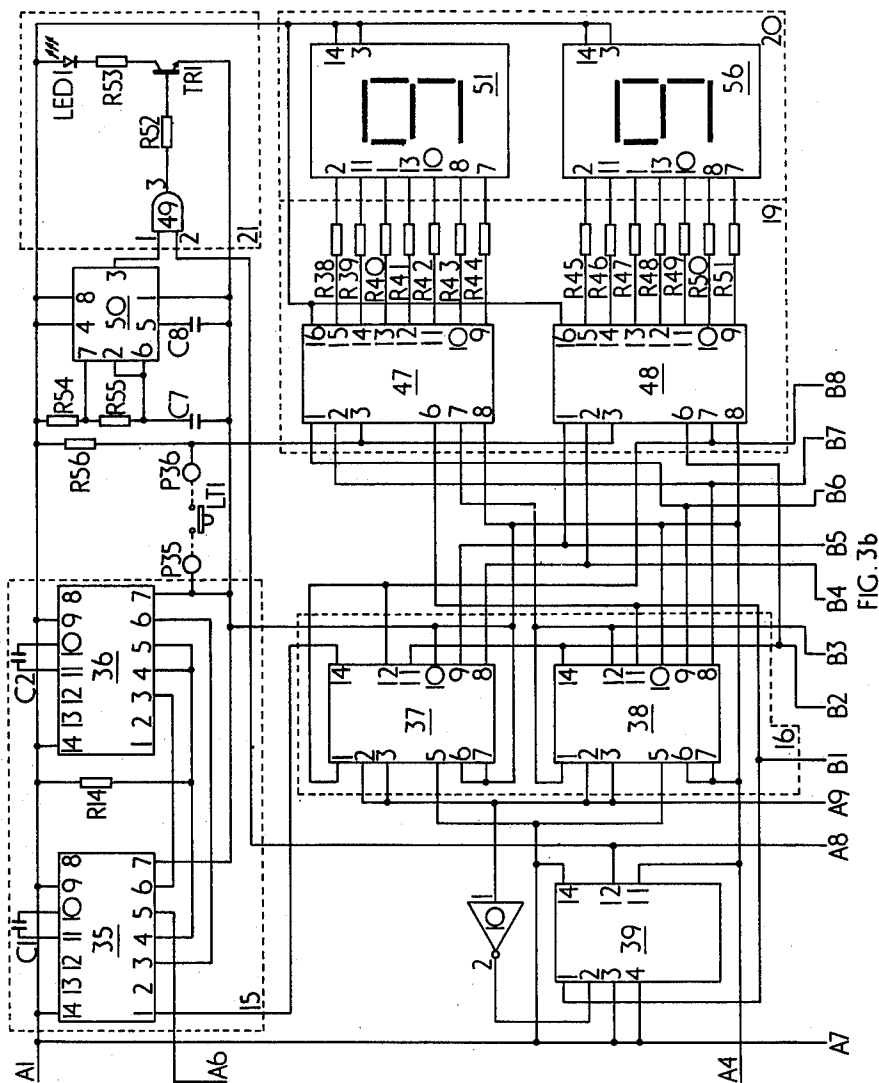 LED1
R53
TR1
R52
3
49
1
2
21
8
4
3
50
7
2
6
5
1
C8
R54
R55
C7
R56
P36
LT1
P35
14
3
51
2
11
1
13
10
8
7
14
3
56
2
11
1
13
10
8
7
20
R38
R39
R40
R41
R42
R43
R44
R45
R46
R47
R48
R49
R50
R51
19
16
15
14
13
12
11
10
9
47
1
2
3
6
7
8
16
15
14
13
12
11
10
9
48
1
2
3
6
7
8
C2
14 13 12 11 10 9 8
36
1 2 3 4 5 6 7
R14
C1
14 13 12 11 10 9 8
35
1 2 3 4 5 6 7
15
14
12
11
10
9
8
37
1
2
3
5
6
7
14
12
11
10
9
8
38
1
2
3
5
6
7
16
1
10
2
14
12
11
39
1
2
3
4
A1
A6
A4
A7
A8
A9
B1
B2
B3
B4
B5
B6
B7
B8
FIG. 3b